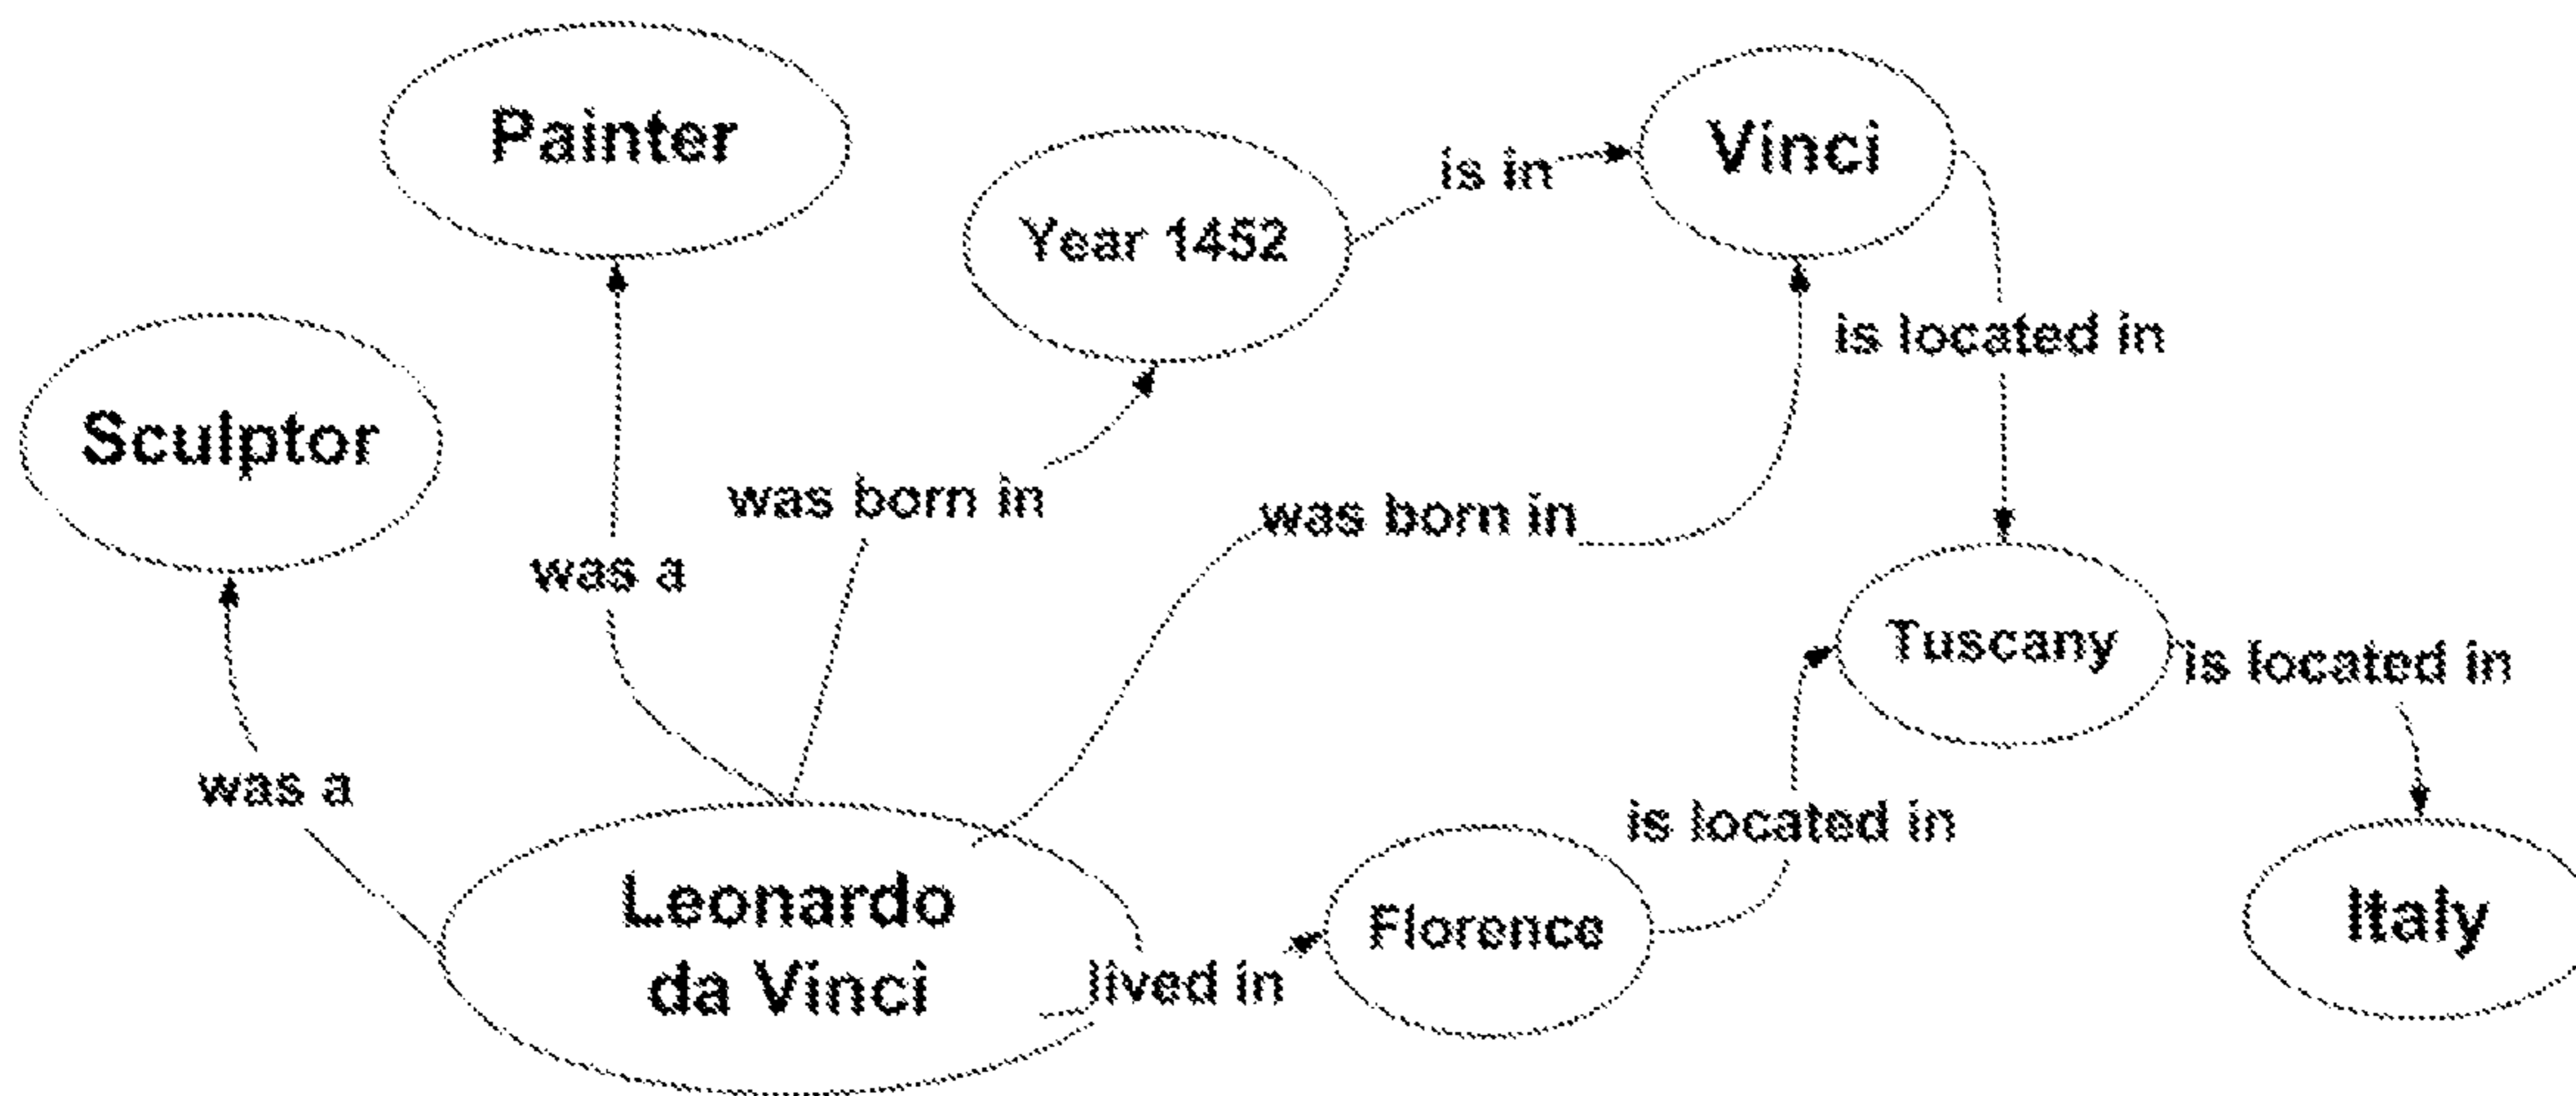 Painter
Vinci
is in
Year 1452
is located in
Sculptor
was born in
was born in
was a
Tuscany
is located in
was a
is located in
Leonardo
da Vinci
lived in
Florence
Italy